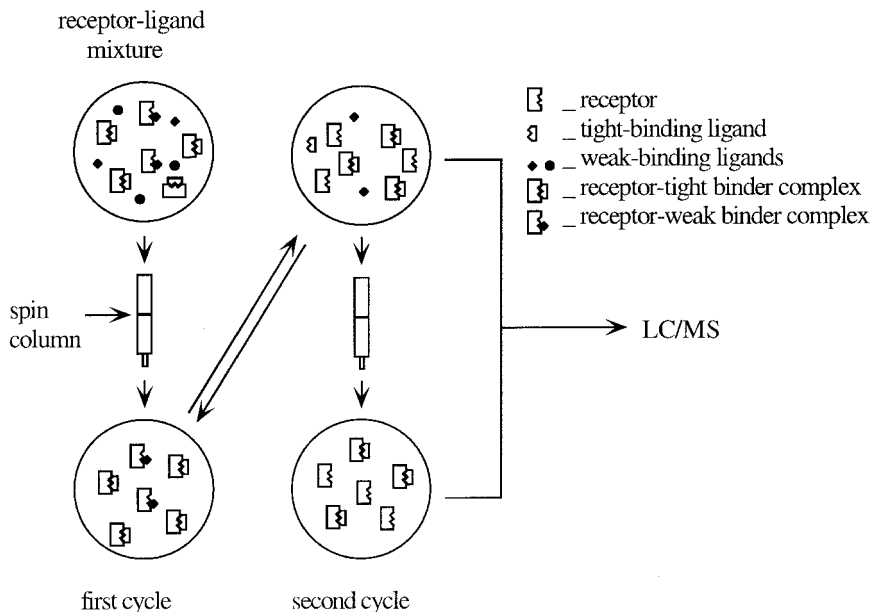 receptor-ligand
mixture
_ receptor
_ tight-binding ligand
_ weak-binding ligands
_ receptor-tight binder complex
_ receptor-weak binder complex
spin
column
LC/MS
first cycle
second cycle